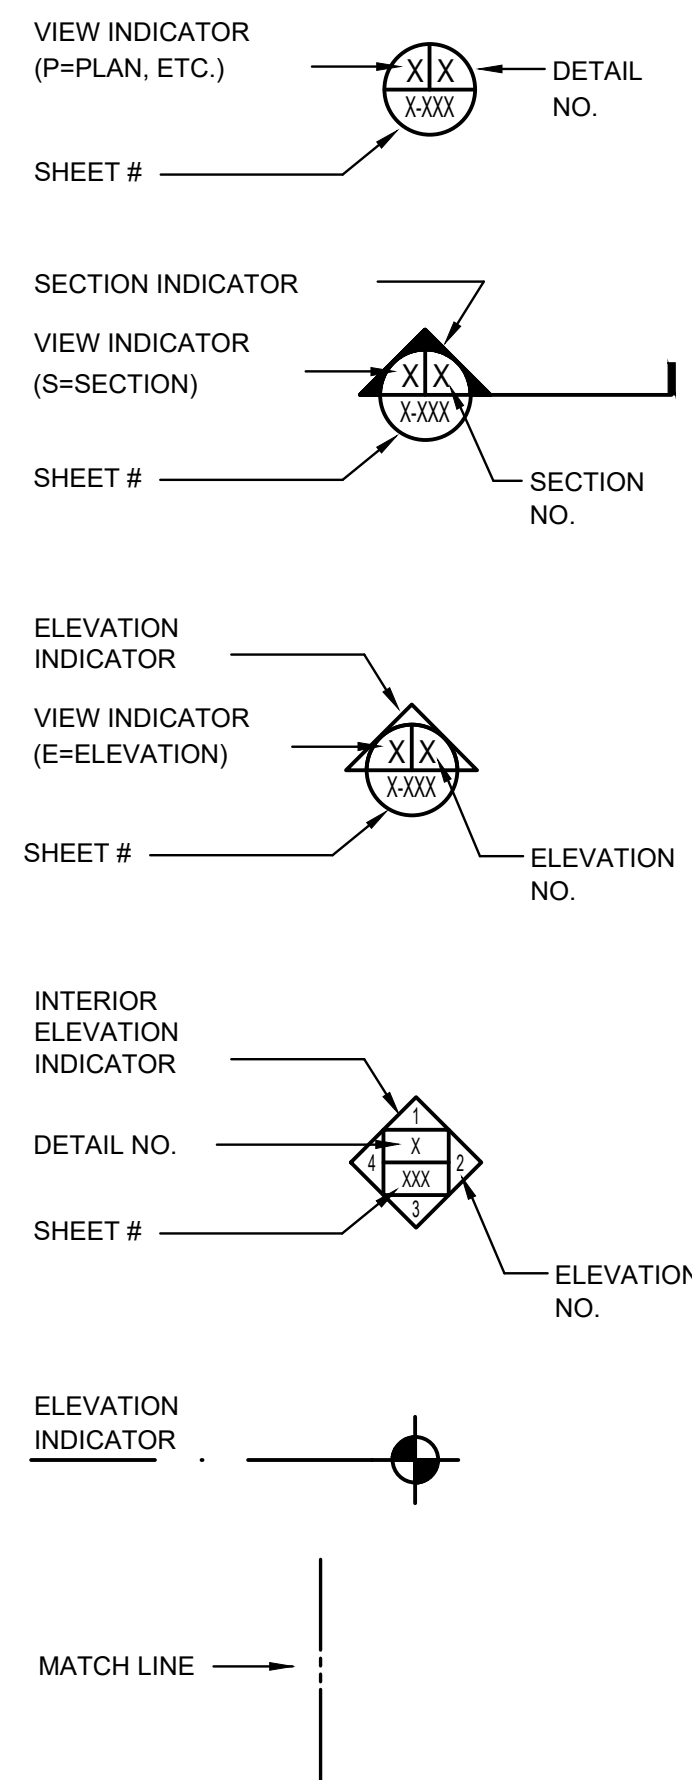 VIEW INDICATOR
(P=PLAN, ETC.)
X X
X-XXX
DETAIL
NO.
SHEET #
SECTION INDICATOR
VIEW INDICATOR
(S=SECTION)
X X
X-XXX
SHEET #
SECTION
NO.
ELEVATION
INDICATOR
VIEW INDICATOR
(E=ELEVATION)
X X
X-XXX
SHEET #
ELEVATION
NO.
INTERIOR
ELEVATION
INDICATOR
1
DETAIL NO.
X
4
2
XXX
3
SHEET #
ELEVATION
NO.
ELEVATION
INDICATOR
MATCH LINE